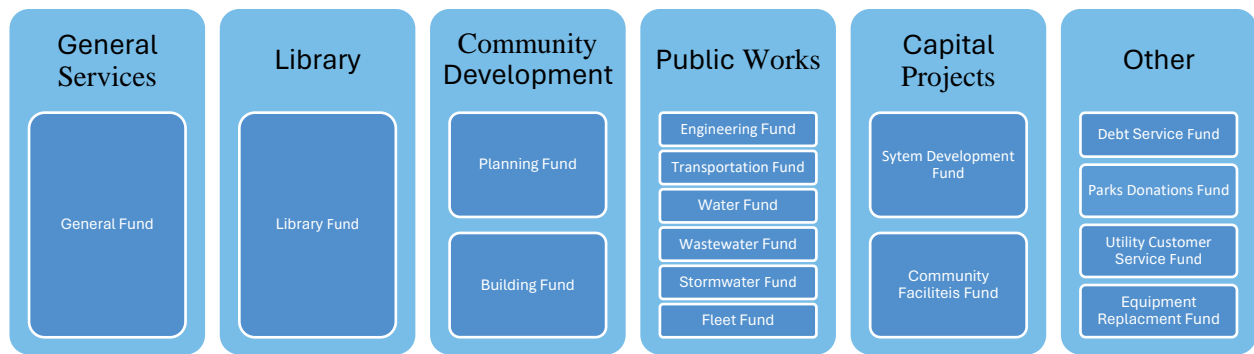 General
Services
General Fund
Library
Library Fund
Community
Development
Planning Fund
Building Fund
Public Works
Engineering Fund
Transportation Fund
Water Fund
Wastewater Fund
Stormwater Fund
Fleet Fund
Capital
Projects
Sytem Development
Fund
Community
Faciliteis Fund
Other
Debt Service Fund
Parks Donations Fund
Utility Customer
Service Fund
Equipment
Replacment Fund